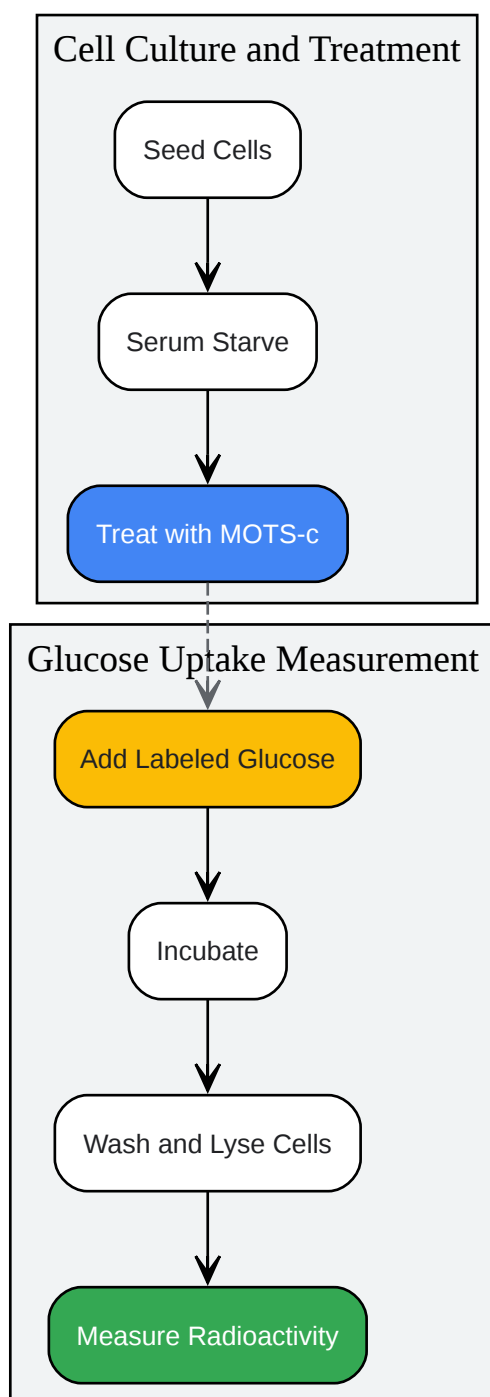 Cell Culture and Treatment
Seed Cells
Serum Starve
Treat with MOTS-c
Glucose Uptake Measurement
Add Labeled Glucose
Incubate
Wash and Lyse Cells
Measure Radioactivity